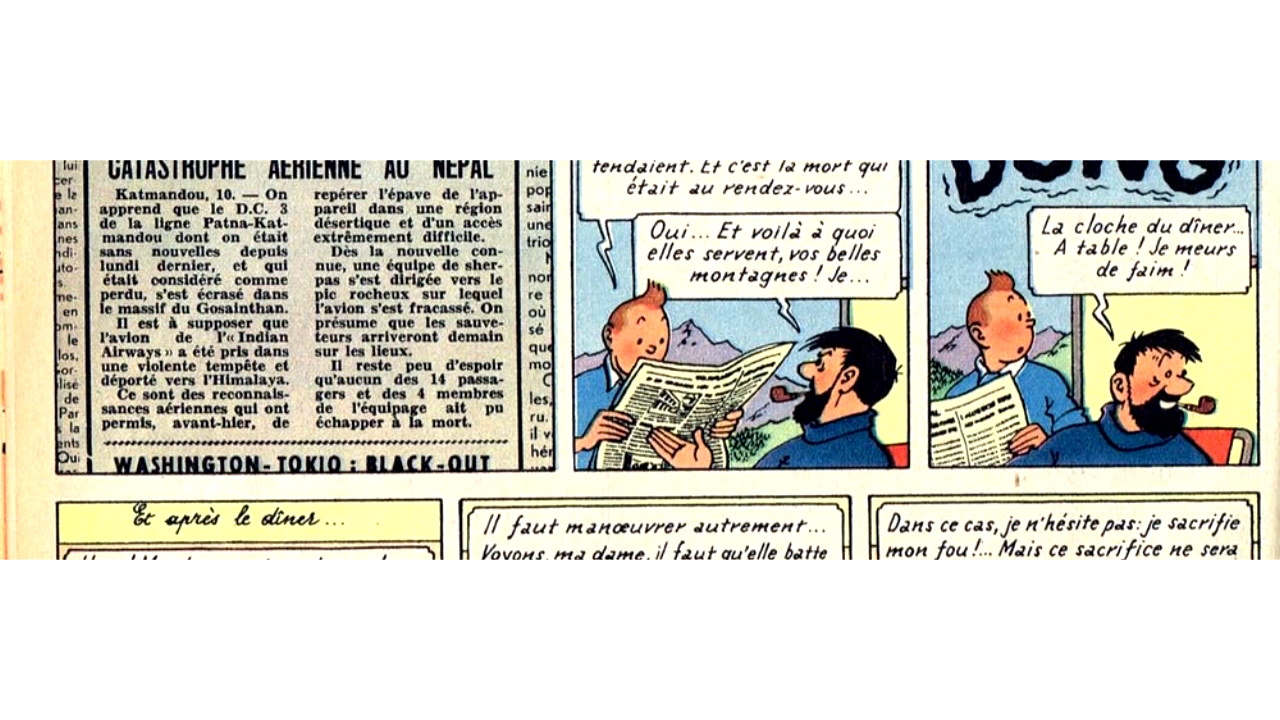 CATASTROPHE AÉRIENNE AU NÉPAL
Katmandou, 10. — On
apprend que le D.C. 3
de la ligne Patna-Kat-
mandou dont on était
sans nouvelles depuis
lundi dernier, et qui
était considéré comme
perdu, s'est écrasé dans
le massif du Gosainthan.
Il est à supposer que
l'avion de l'« Indian
Airways » a été pris dans
une violente tempête et
déporté vers l'Himalaya.
Ce sont des reconnais-
sances aériennes qui ont
permis, avant-hier, de
repérer l'épave de l'ap-
pareil dans une région
désertique et d'un accès
extrêmement difficile.
Dès la nouvelle con-
nue, une équipe de sher-
pas s'est dirigée vers le
pic rocheux sur lequel
l'avion s'est fracassé. On
présume que les sauve-
teurs arriveront demain
sur les lieux.
Il reste peu d'espoir
qu'aucun des 14 passa-
gers et des 4 membres
de l'équipage ait pu
échapper à la mort.
WASHINGTON-TOKIO : BLACK-OUT
tendaient. Et c'est la mort qui
était au rendez-vous...
Oui... Et voilà à quoi
elles servent, vos belles
montagnes ! Je...
DONG
La cloche du dîner...
A table ! Je meurs
de faim !
Et après le dîner...
Il faut manœuvrer autrement...
Voyons, ma dame, il faut qu'elle batte
Dans ce cas, je n'hésite pas: je sacrifie
mon fou !... Mais ce sacrifice ne sera